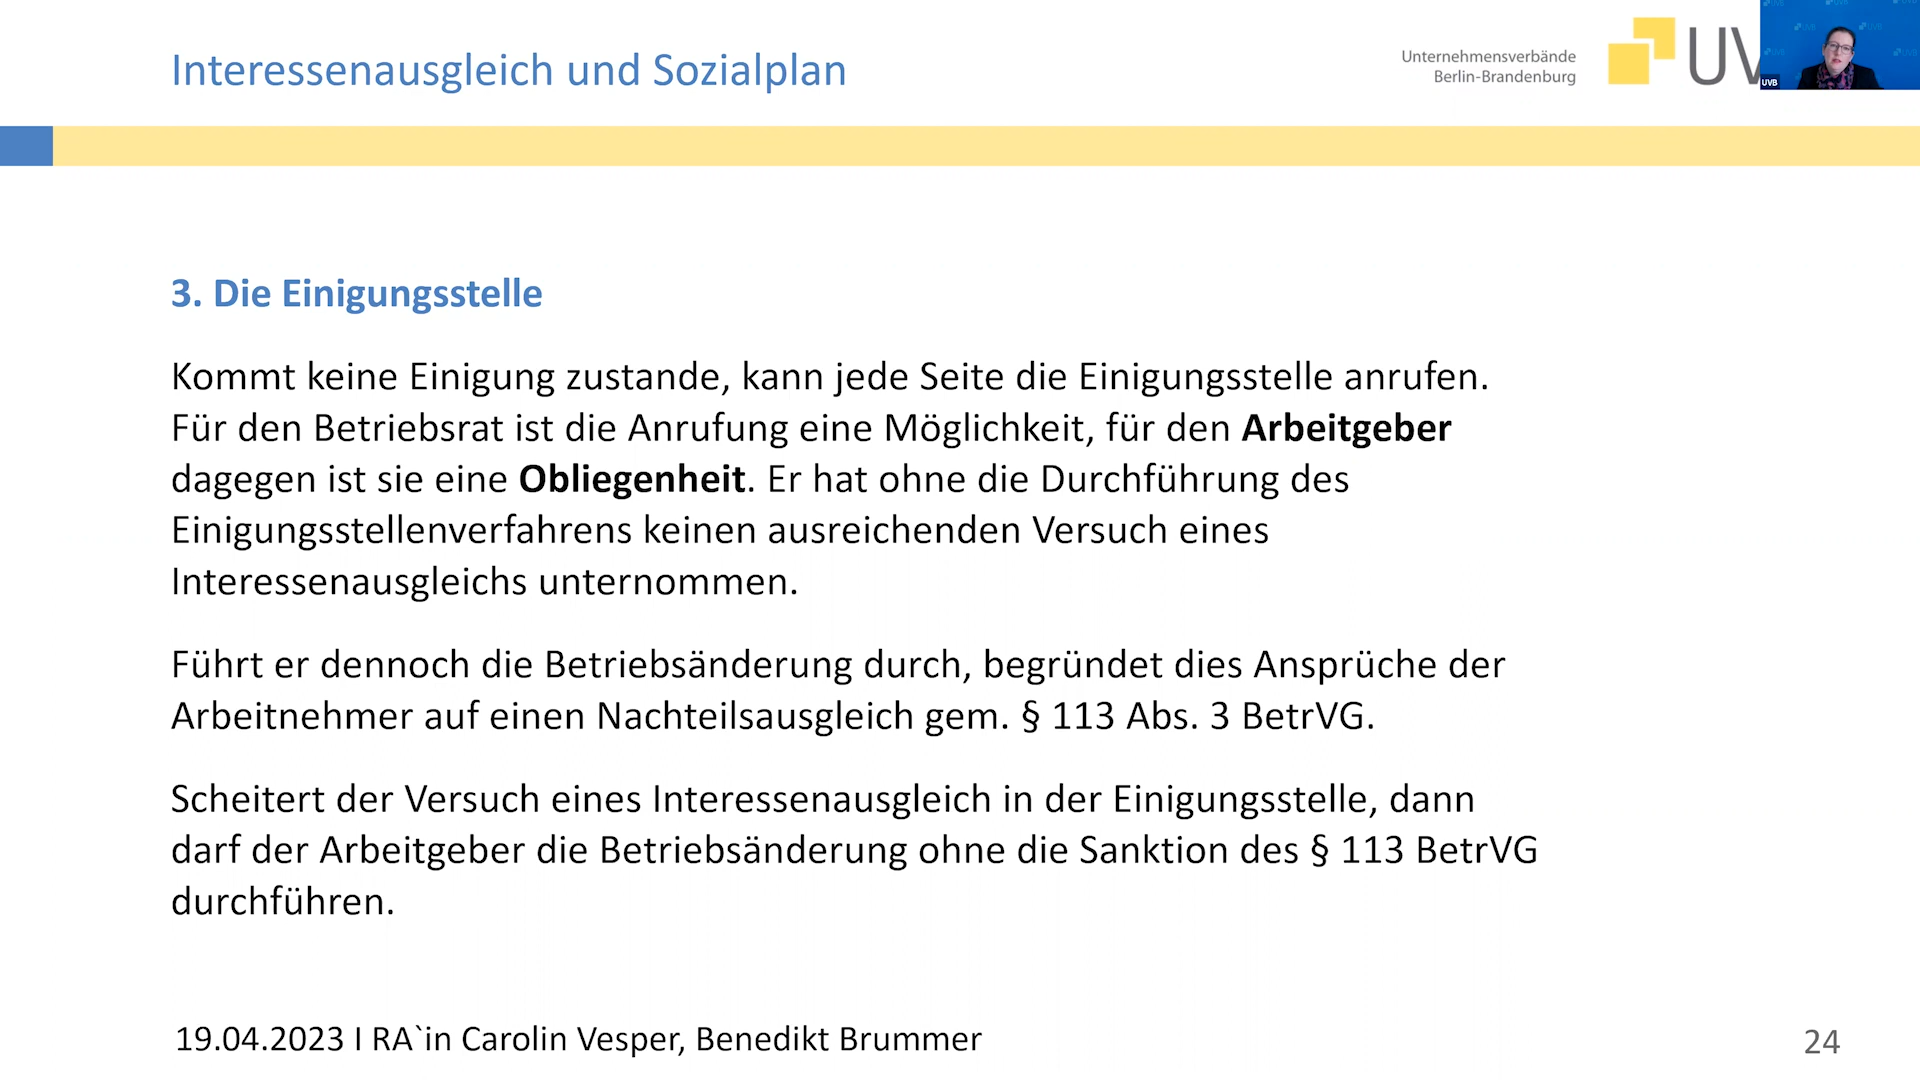 Interessenausgleich und Sozialplan
Unternehmensverbände
Berlin-Brandenburg
UV
UVB
3. Die Einigungsstelle
Kommt keine Einigung zustande, kann jede Seite die Einigungsstelle anrufen.
Für den Betriebsrat ist die Anrufung eine Möglichkeit, für den Arbeitgeber
dagegen ist sie eine Obliegenheit. Er hat ohne die Durchführung des
Einigungsstellenverfahrens keinen ausreichenden Versuch eines
Interessenausgleichs unternommen.
Führt er dennoch die Betriebsänderung durch, begründet dies Ansprüche der
Arbeitnehmer auf einen Nachteilsausgleich gem. § 113 Abs. 3 BetrVG.
Scheitert der Versuch eines Interessenausgleich in der Einigungsstelle, dann
darf der Arbeitgeber die Betriebsänderung ohne die Sanktion des § 113 BetrVG
durchführen.
19.04.2023 I RA`in Carolin Vesper, Benedikt Brummer
24